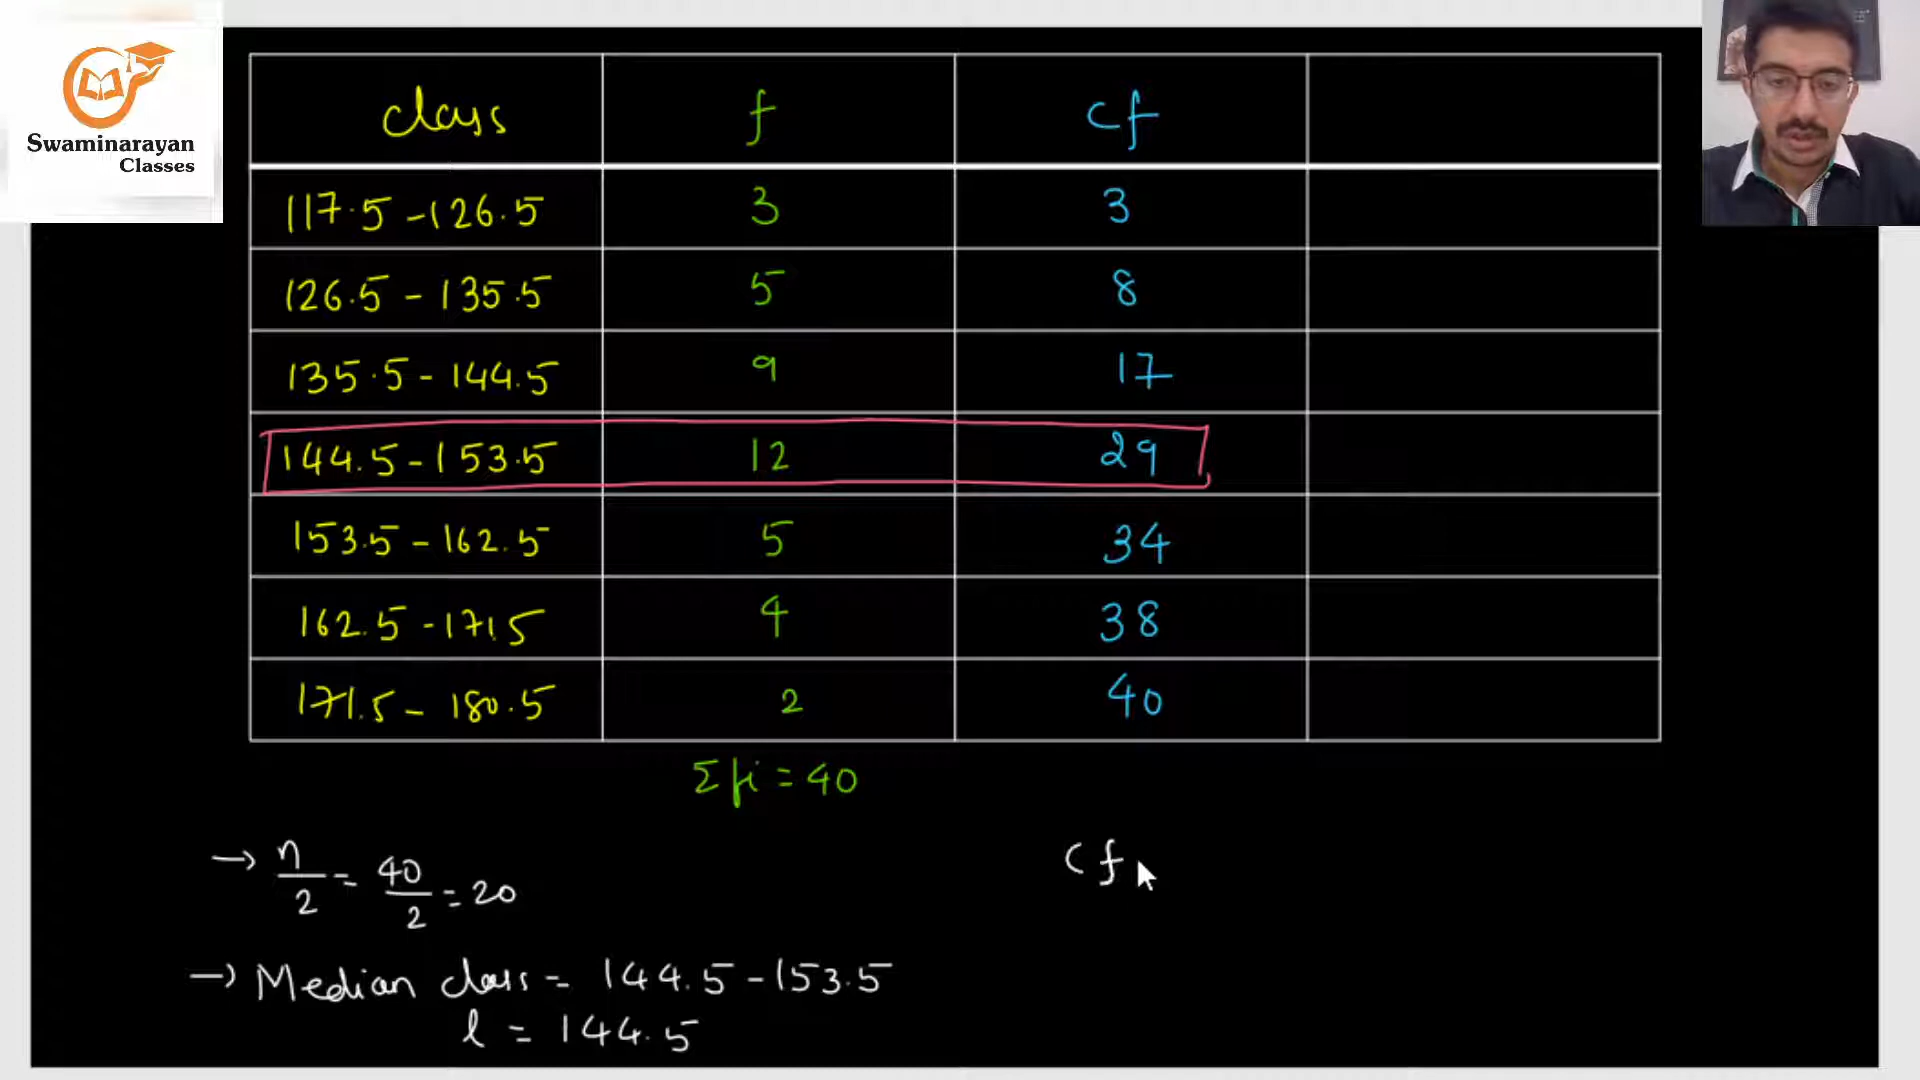 Swaminarayan
Classes
class f cf
117.5 - 126.5 3 3
126.5 - 135.5 5 8
135.5 - 144.5 9 17
144.5 - 153.5 12 29
153.5 - 162.5 5 34
162.5 - 171.5 4 38
171.5 - 180.5 2 40
Σfi = 40
→ n/2 = 40/2 = 20
cf
→ Median class = 144.5 - 153.5
l = 144.5